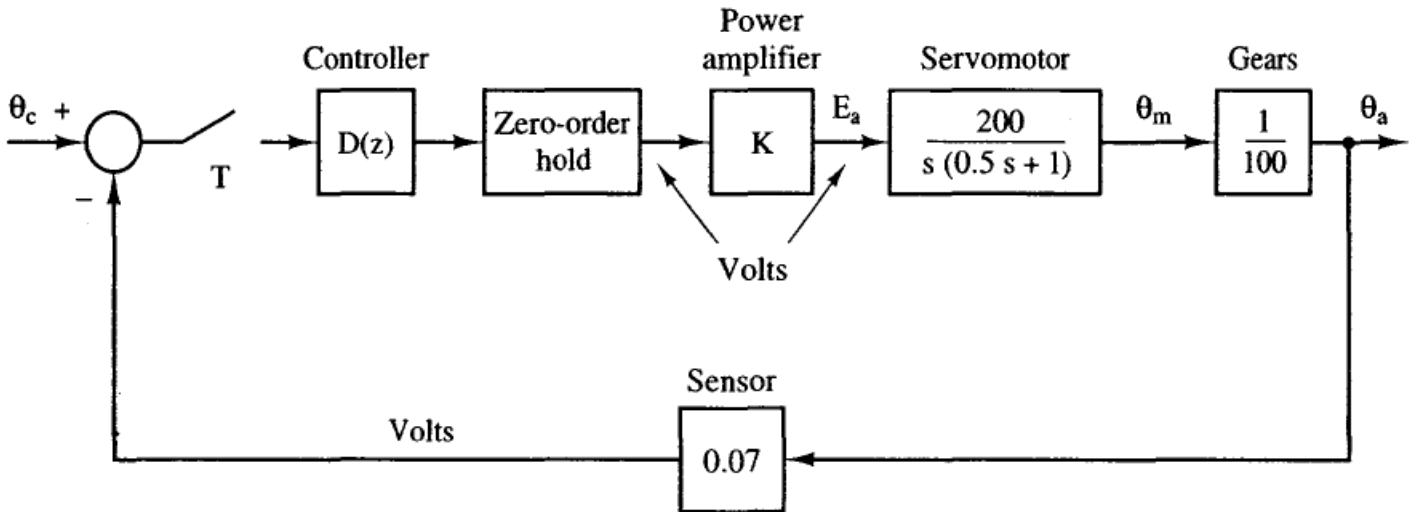 Power
Controller amplifier Servomotor Gears
θc + T D(z) Zero-order hold K Ea 200 / s (0.5 s + 1) θm 1 / 100 θa
−
Volts
Sensor
Volts
0.07